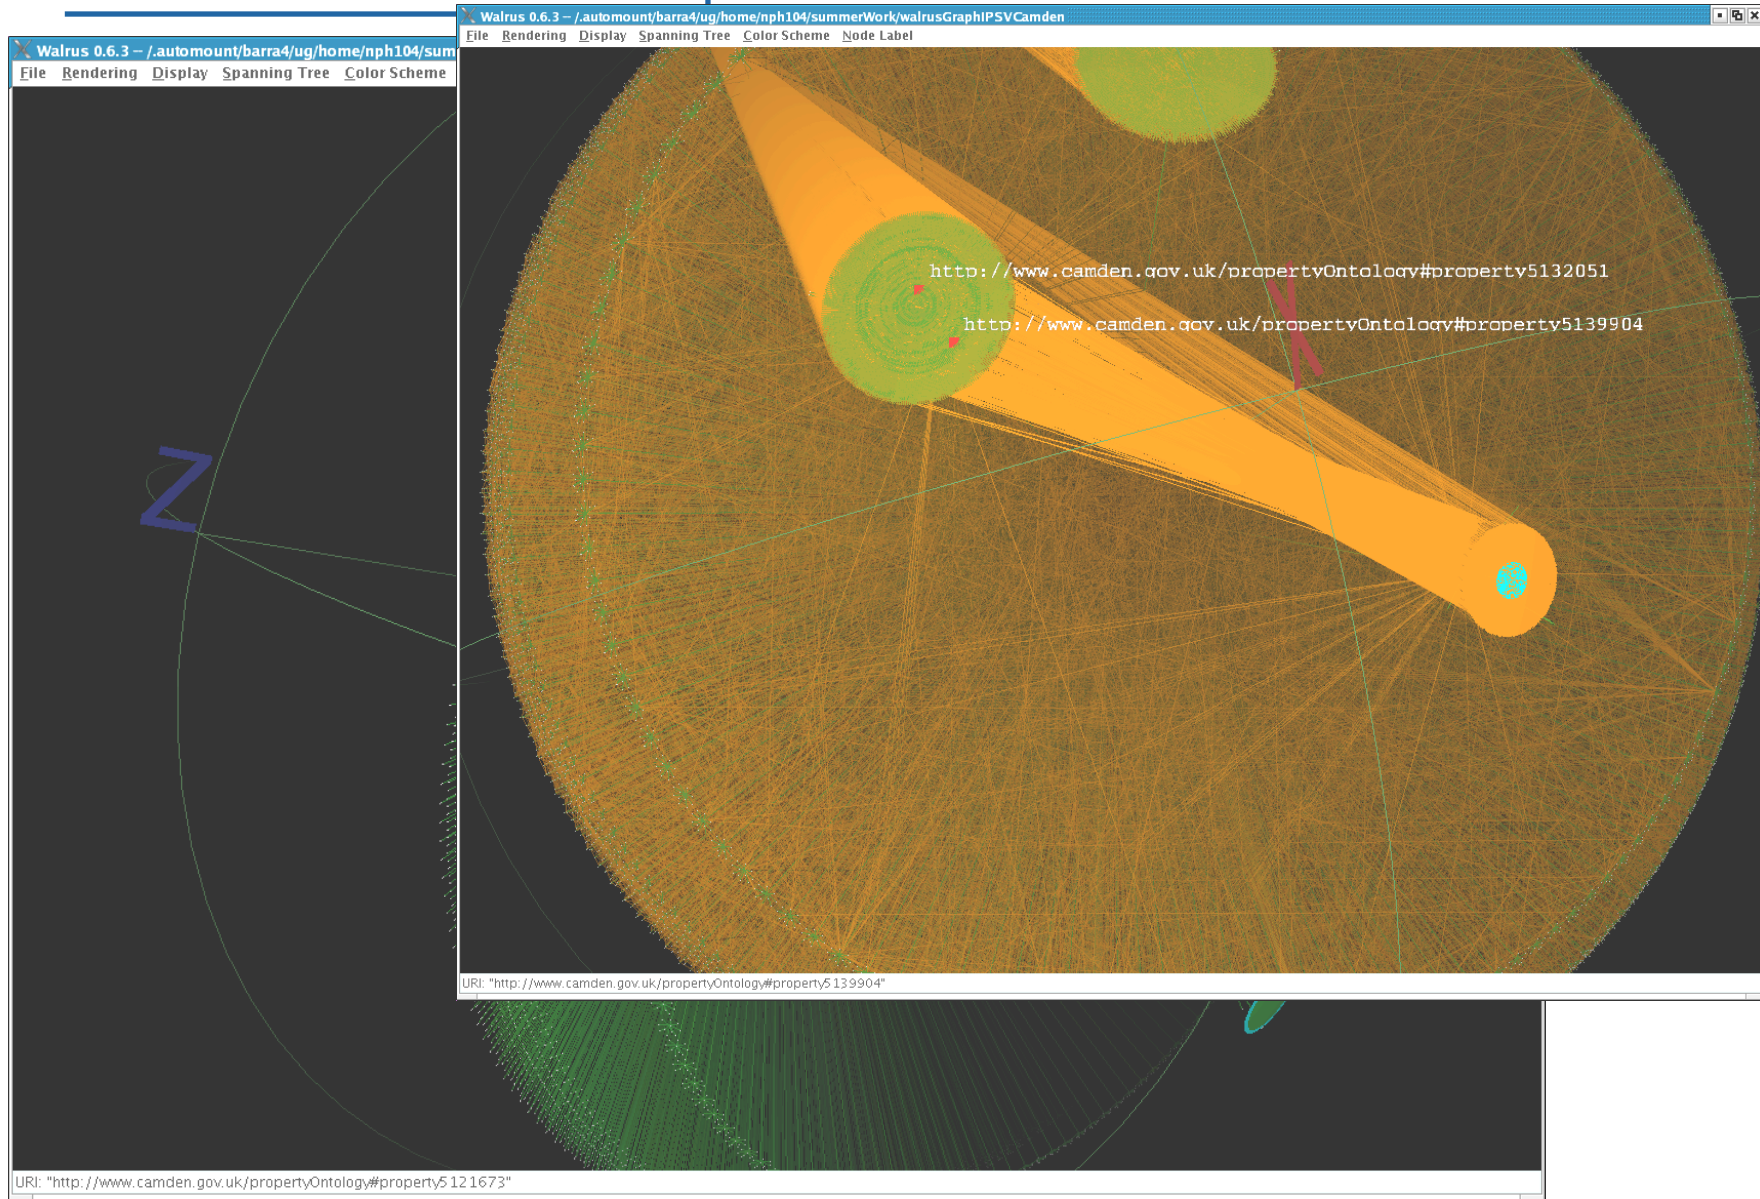 Walrus 0.6.3 -- /.automount/barra4/ug/home/nph104/summerWork/walrusGraphIPSVCamden
File Rendering Display Spanning Tree Color Scheme Node Label
Walrus 0.6.3 -- /.automount/barra4/ug/home/nph104/sum
File Rendering Display Spanning Tree Color Scheme
http://www.camden.gov.uk/propertyOntology#property5132051
X
http://www.camden.gov.uk/propertyOntology#property5139904
Z
URI: "http://www.camden.gov.uk/propertyOntology#property5139904"
URI: "http://www.camden.gov.uk/propertyOntology#property5121673"